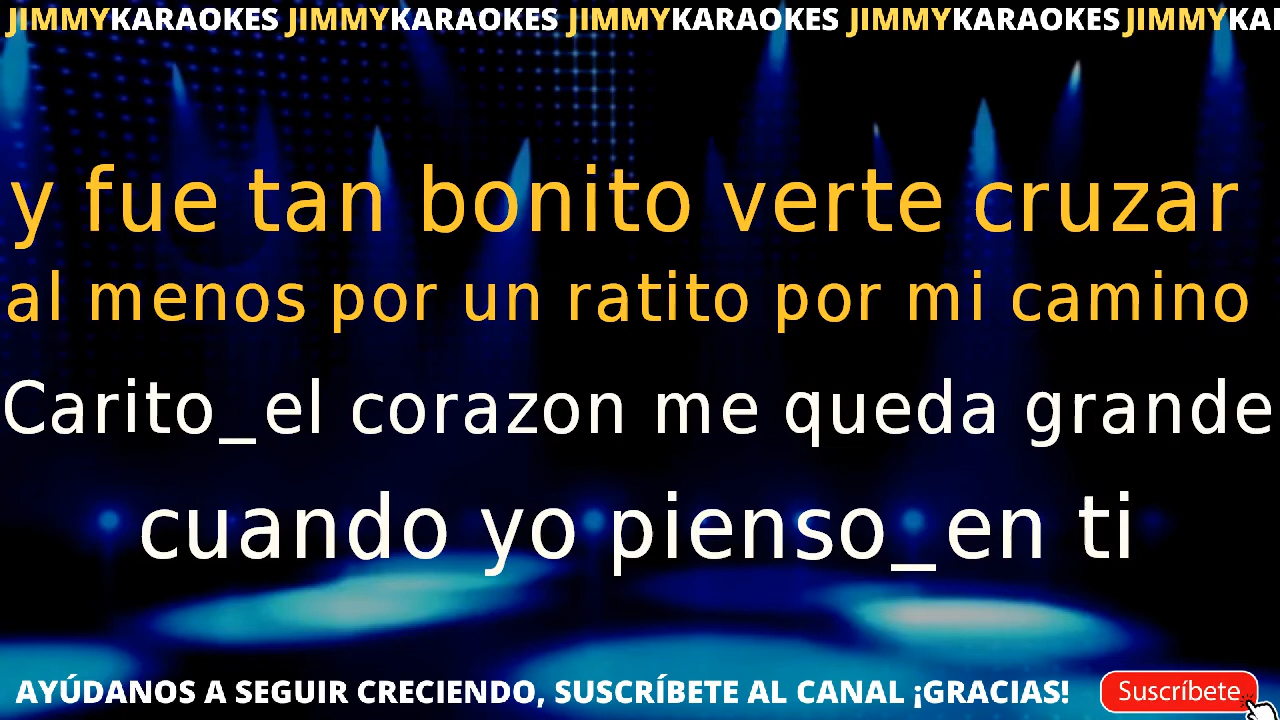 JIMMYKARAOKES JIMMYKARAOKES JIMMYKARAOKES JIMMYKARAOKES JIMMYKA
y fue tan bonito verte cruzar
al menos por un ratito por mi camino
Carito_el corazon me queda grande
cuando yo pienso_en ti
AYÚDANOS A SEGUIR CRECIENDO, SUSCRÍBETE AL CANAL ¡GRACIAS!
Suscríbete